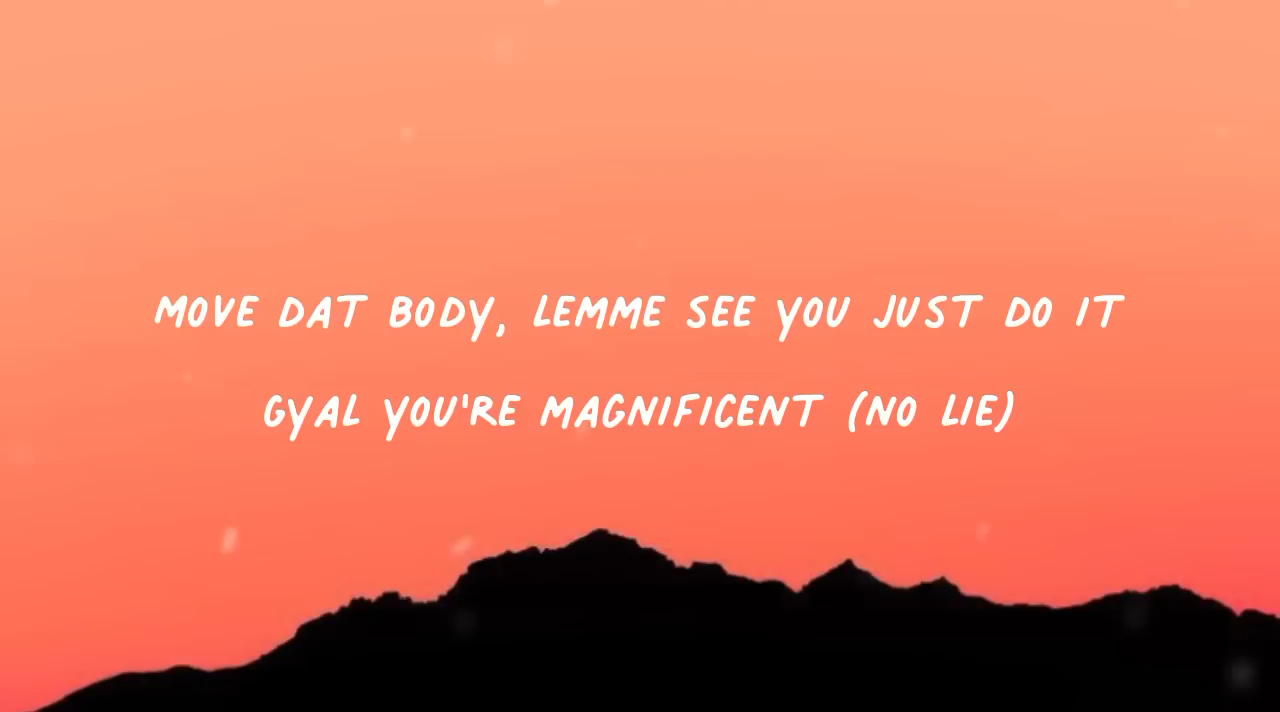 MOVE DAT BODY, LEMME SEE YOU JUST DO IT
GYAL YOU'RE MAGNIFICENT (NO LIE)